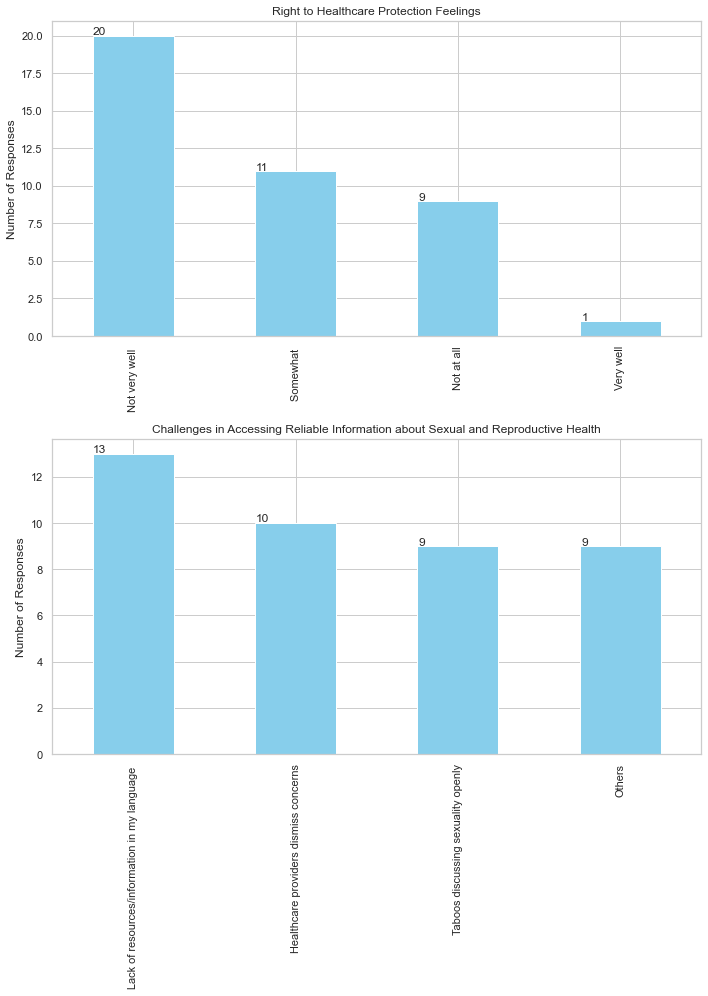 Right to Healthcare Protection Feelings
Number of Responses
20.0
17.5
15.0
12.5
10.0
7.5
5.0
2.5
0.0
20
11
9
1
Not very well
Somewhat
Not at all
Very well
Challenges in Accessing Reliable Information about Sexual and Reproductive Health
Number of Responses
12
10
8
6
4
2
0
13
10
9
9
Lack of resources/information in my language
Healthcare providers dismiss concerns
Taboos discussing sexuality openly
Others